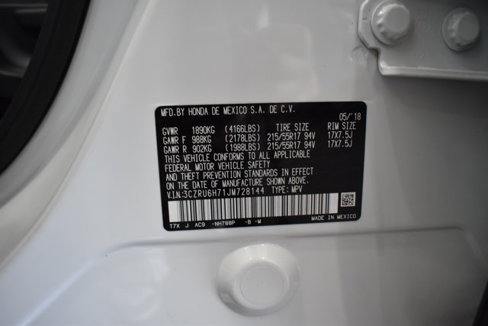 MFD.BY HONDA DE MEXICO S.A. DE C.V.
05/'18
GVWR 1890KG (4166LBS) TIRE SIZE RIM SIZE
GAWR F 988KG (2178LBS) 215/55R17 94V 17X7.5J
GAWR R 902KG (1988LBS) 215/55R17 94V 17X7.5J
THIS VEHICLE CONFORMS TO ALL APPLICABLE
FEDERAL MOTOR VEHICLE SAFETY
AND THEFT PREVENTION STANDARDS IN EFFECT
ON THE DATE OF MANUFACTURE SHOWN ABOVE.
V.I.N:3CZRU6H71JM728144 TYPE: MPV
T7X J AC9 -NH788P -B -M
MADE IN MEXICO